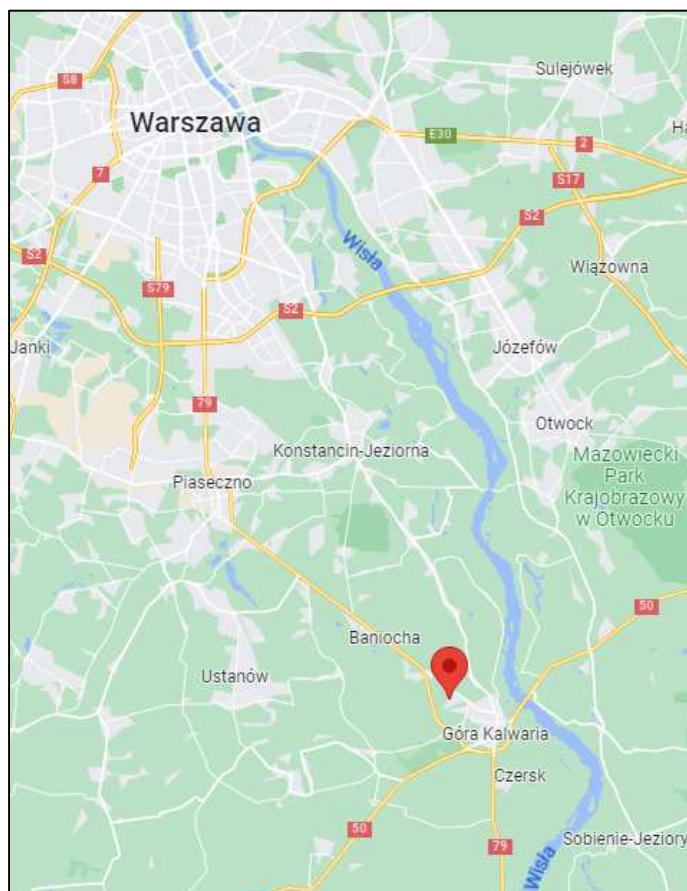 Sulejówek
S8
Warszawa
E30
2
Ha
7
S17
S2
Wisła
S2
Wiązowna
S79
S2
Janki
Józefów
79
Otwock
Konstancin-Jeziorna
Mazowiecki
Park
Krajobrazowy
w Otwocku
Piaseczno
50
Baniocha
Ustanów
Góra Kalwaria
Czersk
50
79
Sobienie-Jeziory
Wisła